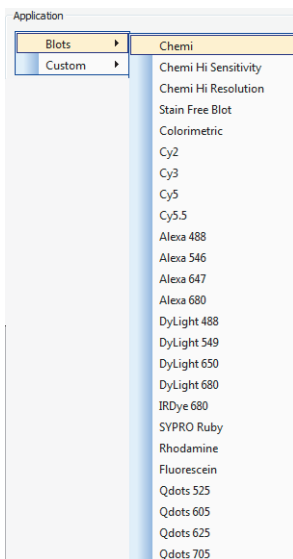 Application
Blots
Custom
Chemi
Chemi Hi Sensitivity
Chemi Hi Resolution
Stain Free Blot
Colorimetric
Cy2
Cy3
Cy5
Cy5.5
Alexa 488
Alexa 546
Alexa 647
Alexa 680
DyLight 488
DyLight 549
DyLight 650
DyLight 680
IRDye 680
SYPRO Ruby
Rhodamine
Fluorescein
Qdots 525
Qdots 605
Qdots 625
Qdots 705